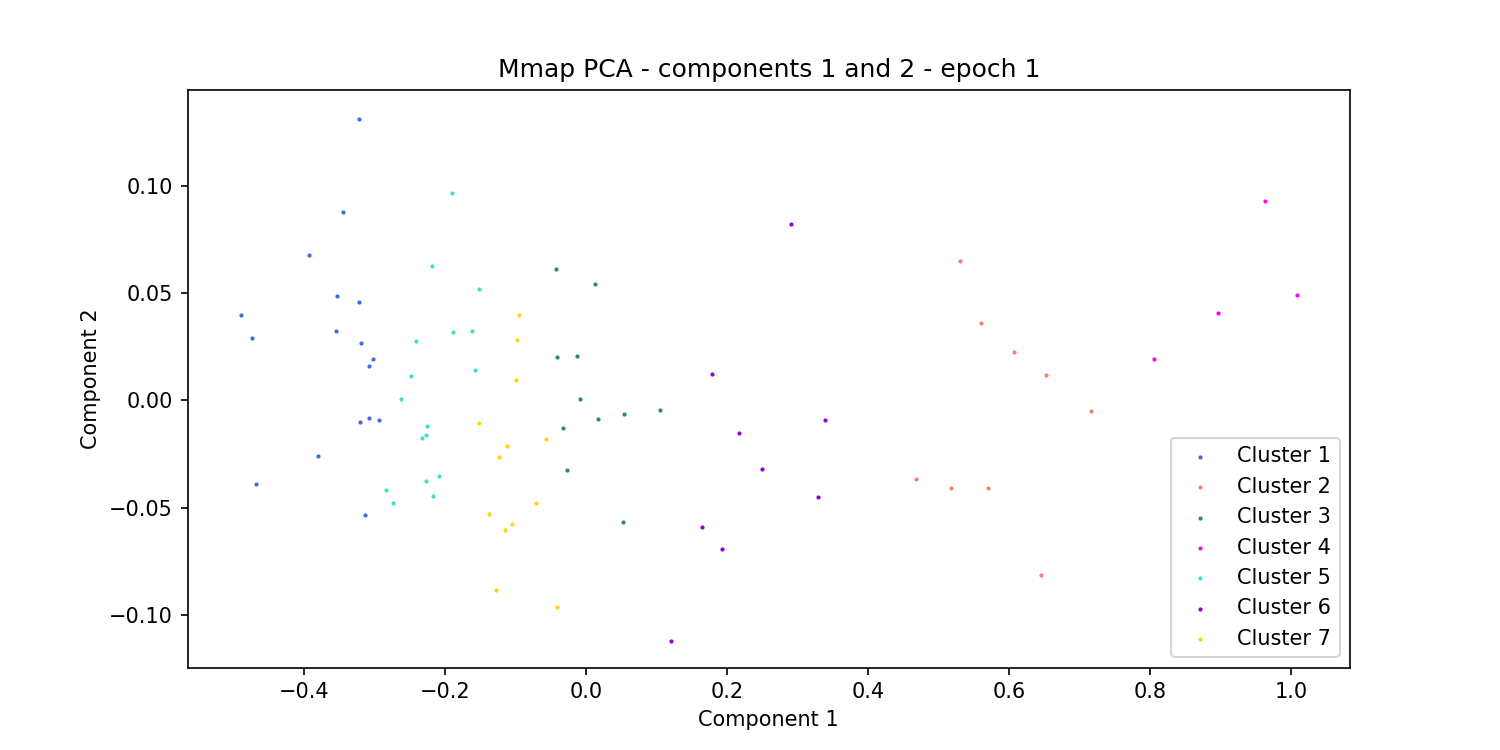 Mmap PCA - components 1 and 2 - epoch 1
Component 2
0.10
0.05
0.00
−0.05
−0.10
−0.4
−0.2
0.0
0.2
0.4
0.6
0.8
1.0
Component 1
Cluster 1
Cluster 2
Cluster 3
Cluster 4
Cluster 5
Cluster 6
Cluster 7